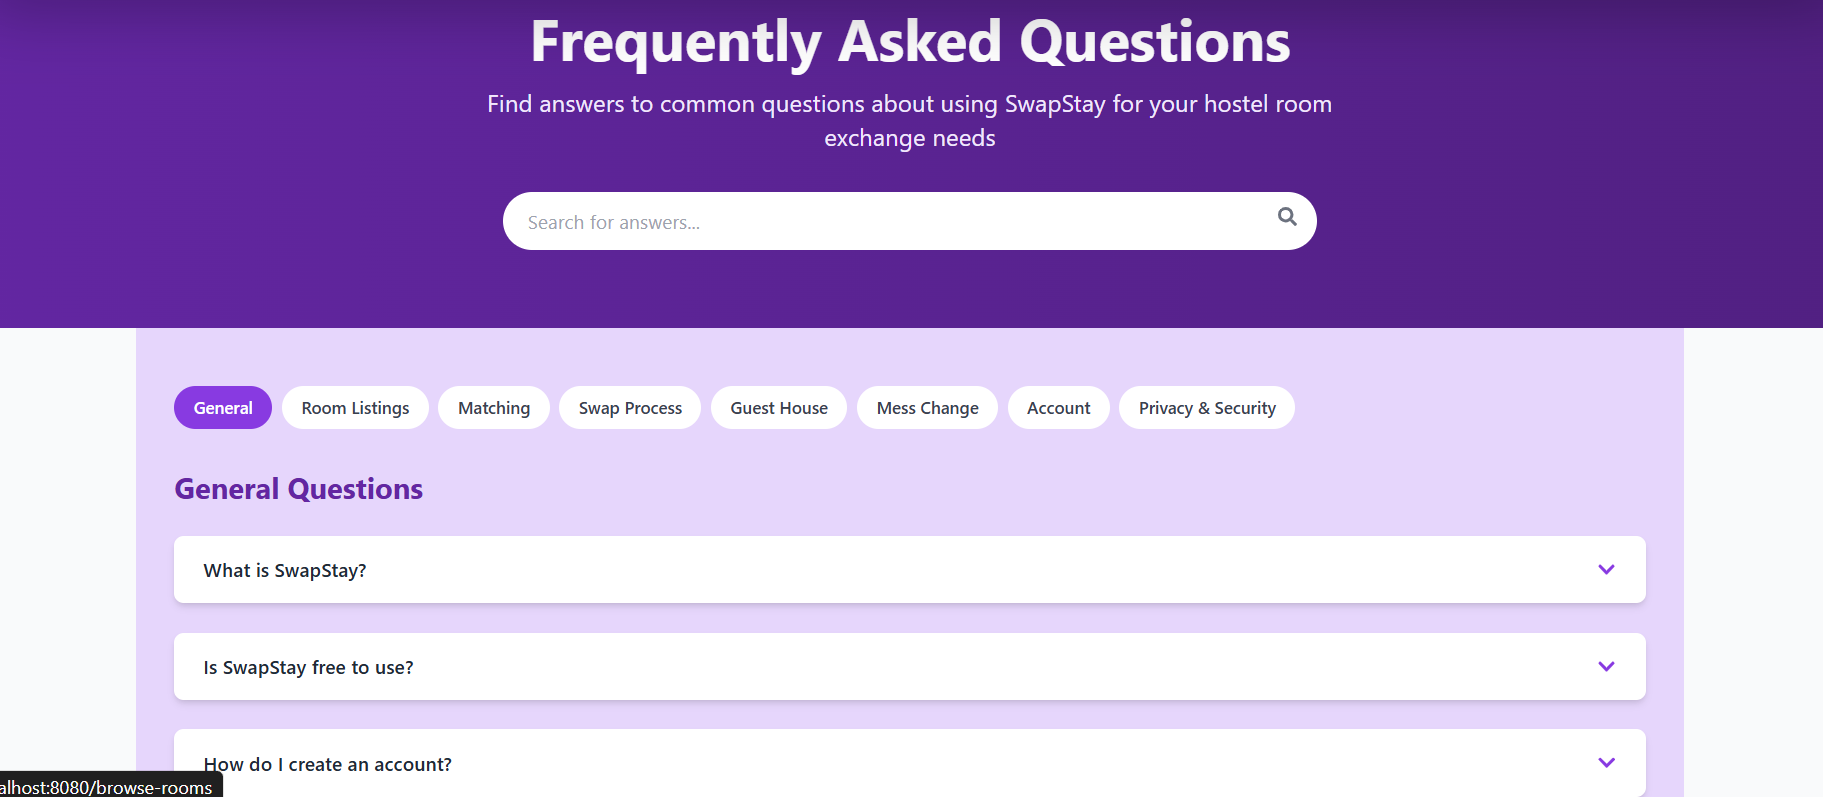 Frequently Asked Questions
Find answers to common questions about using SwapStay for your hostel room
exchange needs
Search for answers...
General
Room Listings
Matching
Swap Process
Guest House
Mess Change
Account
Privacy & Security
General Questions
What is SwapStay?
Is SwapStay free to use?
How do I create an account?
alhost:8080/browse-rooms